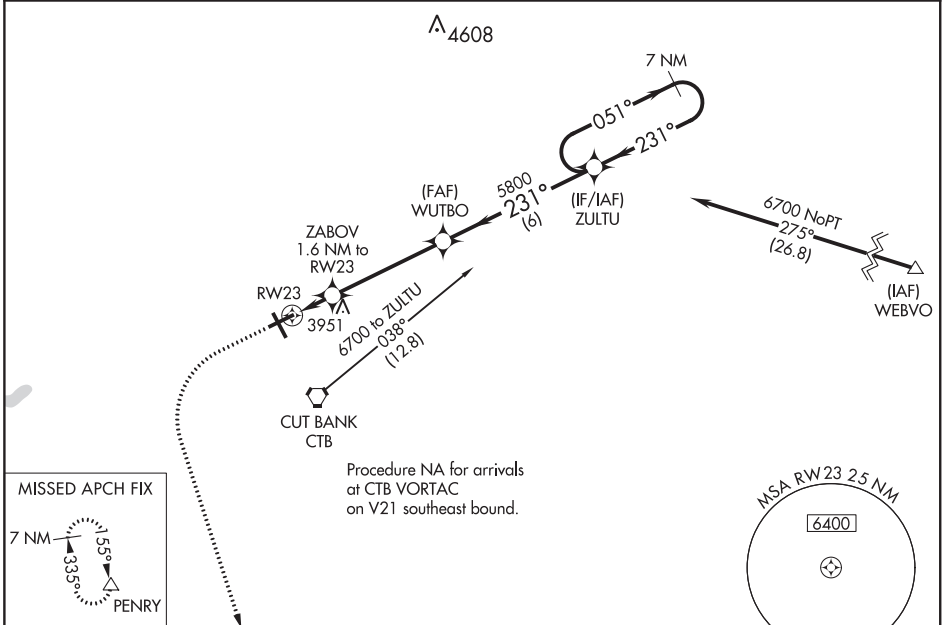 4608
7 NM
051°
231°
(IF/IAF)
ZULTU
5800
231°
(6)
(FAF)
WUTBO
6700 NoPT
275°
(26.8)
(IAF)
WEBVO
ZABOV
1.6 NM to
RW23
RW23
3951
6700 to ZULTU
038°
(12.8)
CUT BANK
CTB
Procedure NA for arrivals
at CTB VORTAC
on V21 southeast bound.
MISSED APCH FIX
7 NM
155°
335°
PENRY
MSA RW23 25 NM
6400